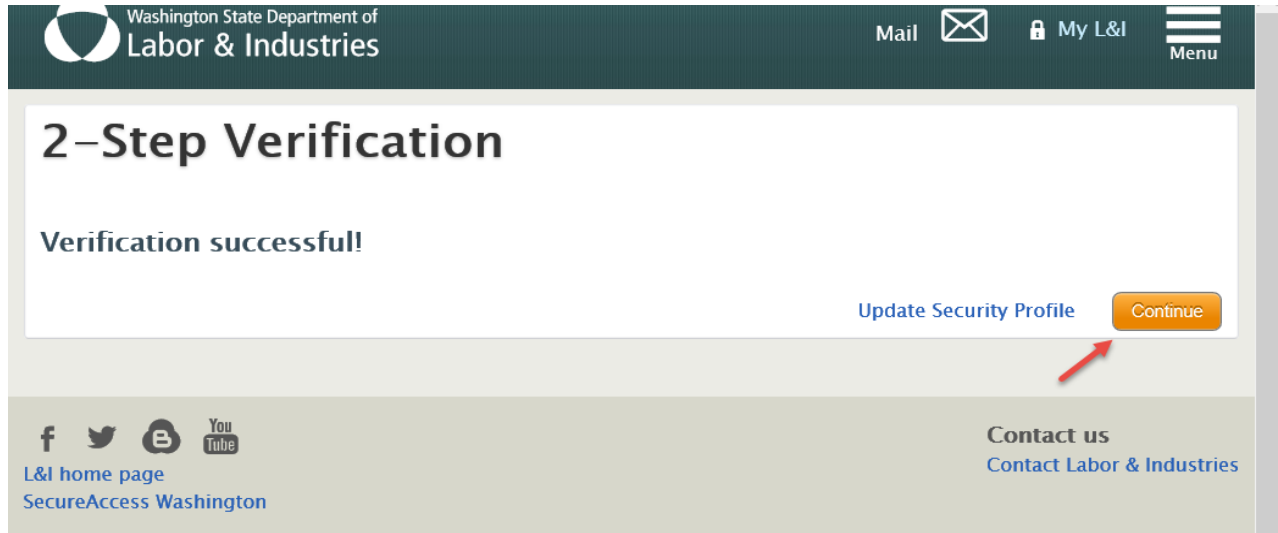 Washington State Department of
Labor & Industries
Mail
My L&I
Menu
2-Step Verification
Verification successful!
Update Security Profile
Continue
f
You
Tube
L&I home page
SecureAccess Washington
Contact us
Contact Labor & Industries